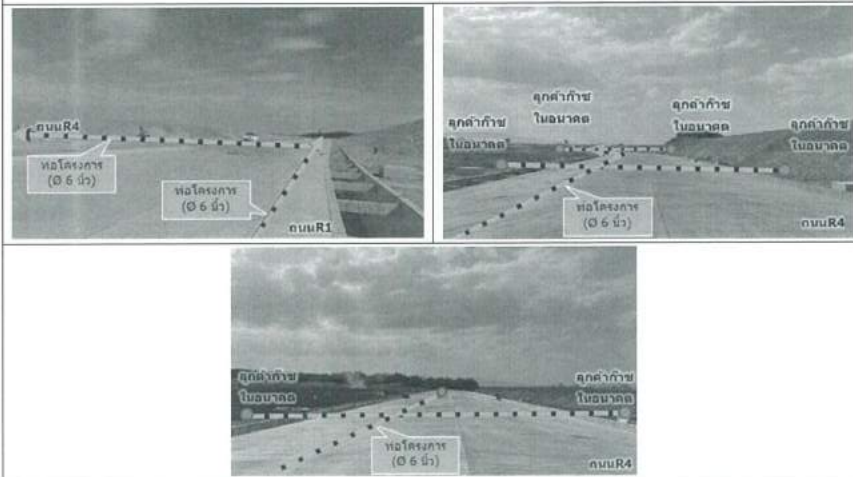 ถนนR4
ท่อโครงการ
(Ø 6 นิ้ว)
ท่อโครงการ
(Ø 6 นิ้ว)
ถนนR1
ลูกค้าก๊าซ
ในอนาคต
ลูกค้าก๊าซ
ในอนาคต
ลูกค้าก๊าซ
ในอนาคต
ลูกค้าก๊าซ
ในอนาคต
ท่อโครงการ
(Ø 6 นิ้ว)
ถนนR4
ลูกค้าก๊าซ
ในอนาคต
ลูกค้าก๊าซ
ในอนาคต
ท่อโครงการ
(Ø 6 นิ้ว)
ถนนR4